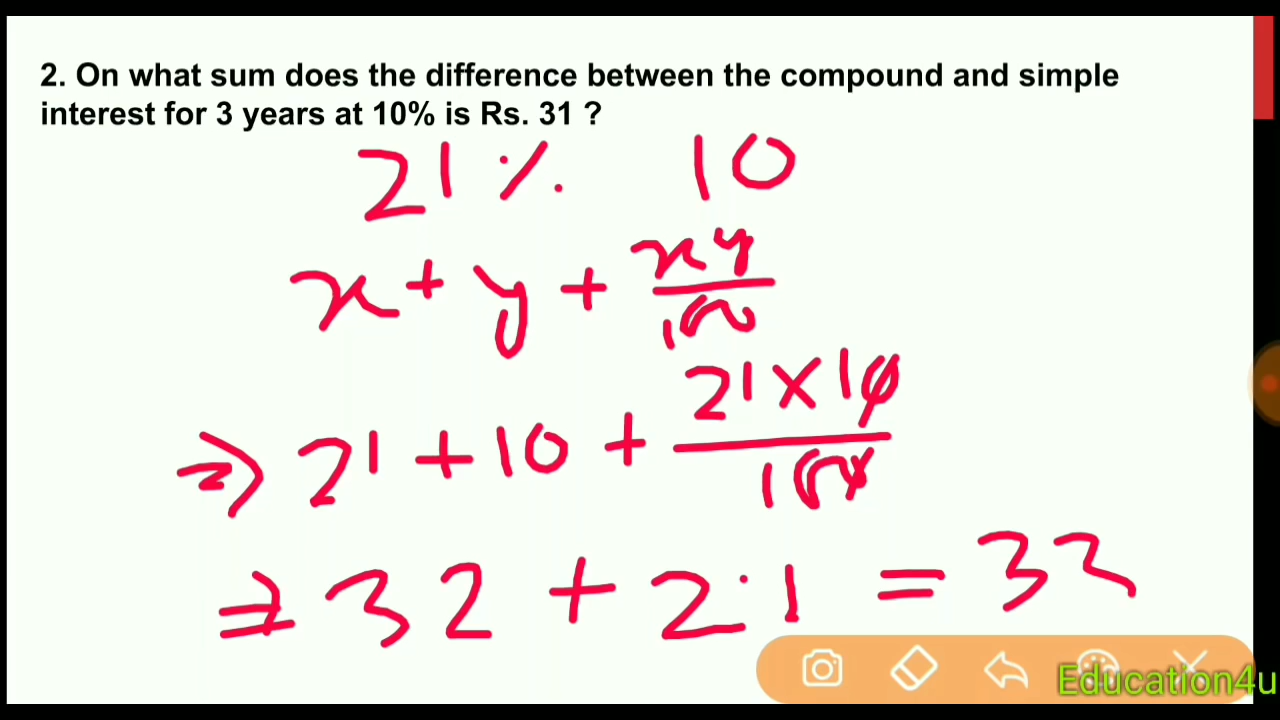 2. On what sum does the difference between the compound and simple
interest for 3 years at 10% is Rs. 31 ?
21 % 10
x + y + xy/100
⇒ 21 + 10 + 21 × 10/100
⇒ 32 + 2.1 = 33
Education4u